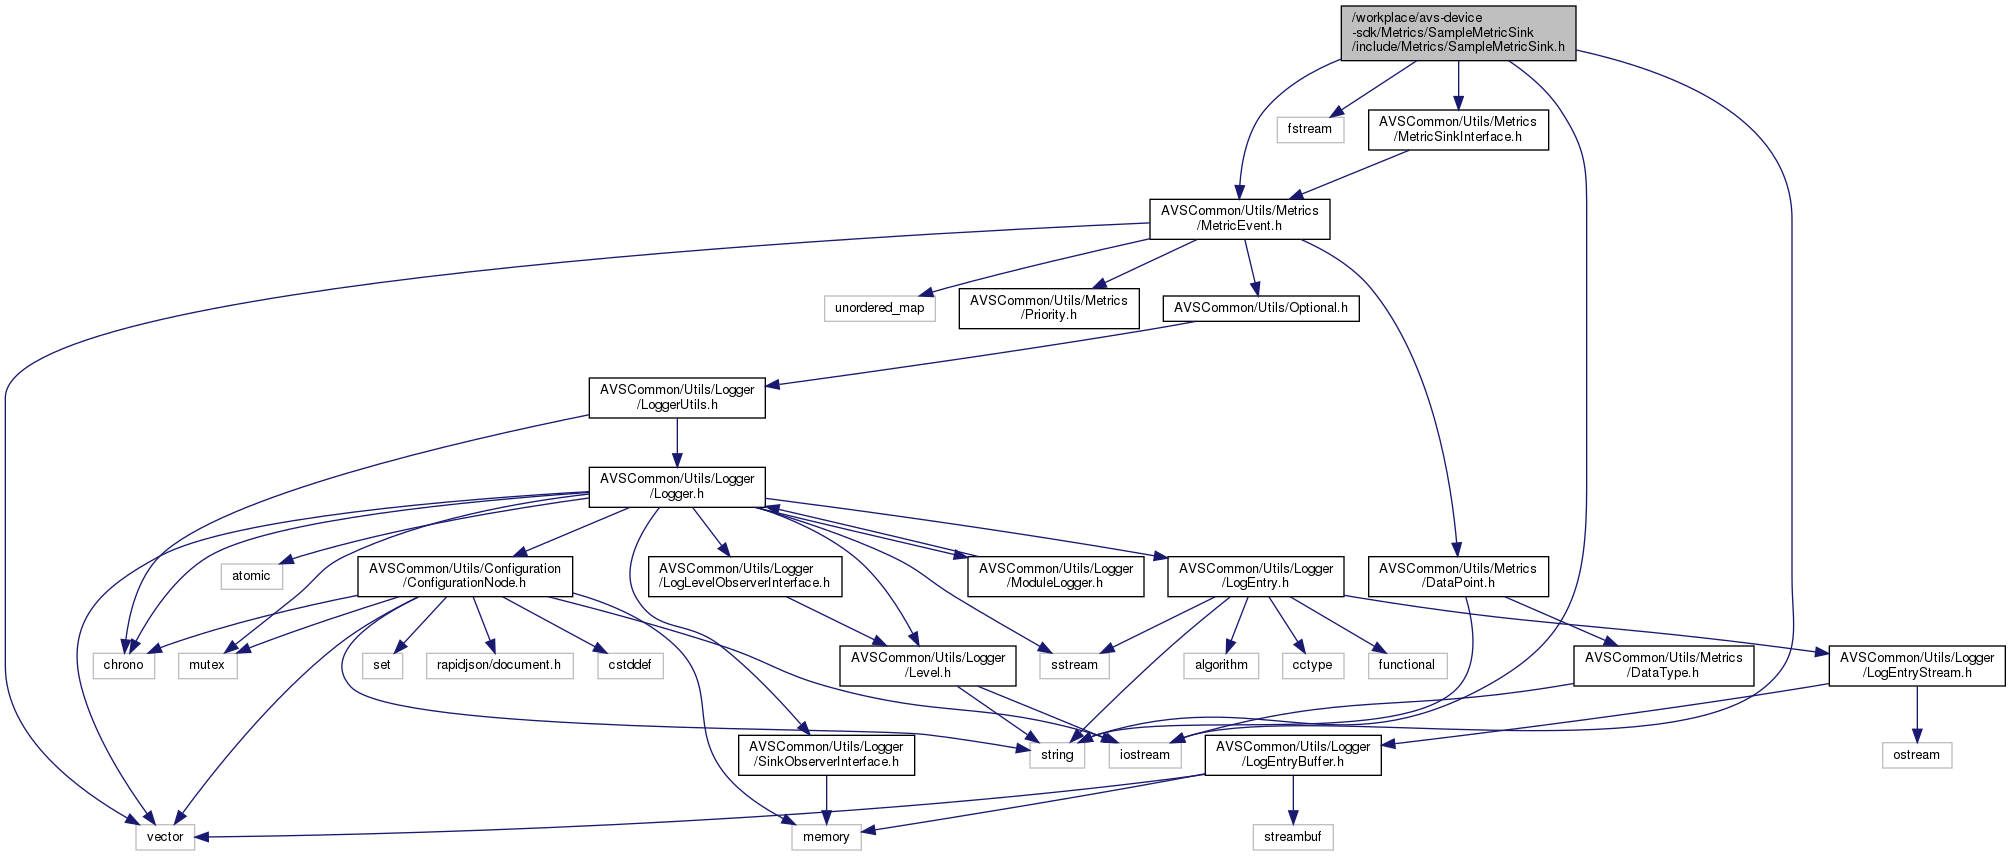 /workplace/avs-device
-sdk/Metrics/SampleMetricSink
/include/Metrics/SampleMetricSink.h
fstream
AVSCommon/Utils/Metrics
/MetricSinkInterface.h
AVSCommon/Utils/Metrics
/MetricEvent.h
unordered_map
AVSCommon/Utils/Metrics
/Priority.h
AVSCommon/Utils/Optional.h
AVSCommon/Utils/Logger
/LoggerUtils.h
AVSCommon/Utils/Logger
/Logger.h
atomic
AVSCommon/Utils/Configuration
/ConfigurationNode.h
AVSCommon/Utils/Logger
/LogLevelObserverInterface.h
AVSCommon/Utils/Logger
/ModuleLogger.h
AVSCommon/Utils/Logger
/LogEntry.h
AVSCommon/Utils/Metrics
/DataPoint.h
chrono
mutex
set
rapidjson/document.h
cstddef
AVSCommon/Utils/Logger
/Level.h
sstream
algorithm
cctype
functional
AVSCommon/Utils/Metrics
/DataType.h
AVSCommon/Utils/Logger
/LogEntryStream.h
AVSCommon/Utils/Logger
/SinkObserverInterface.h
string
iostream
AVSCommon/Utils/Logger
/LogEntryBuffer.h
ostream
vector
memory
streambuf